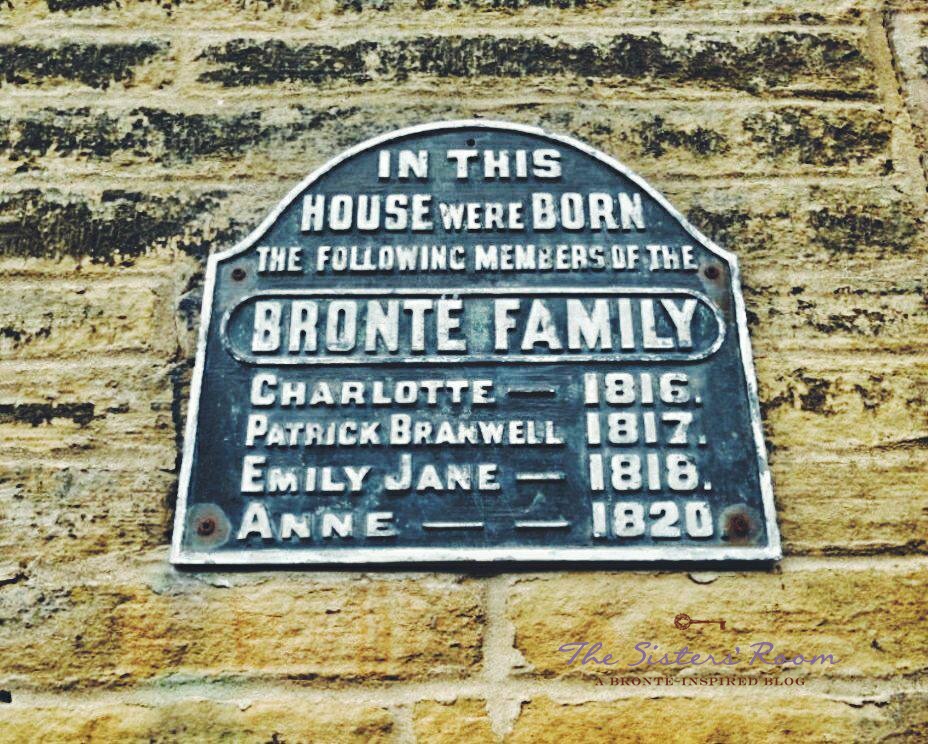 IN THIS
HOUSE WERE BORN
THE FOLLOWING MEMBERS OF THE
BRONTË FAMILY
CHARLOTTE — 1816.
PATRICK BRANWELL 1817.
EMILY JANE — 1818.
ANNE — — 1820
The Sisters' Room
A BRONTË-INSPIRED BLOG